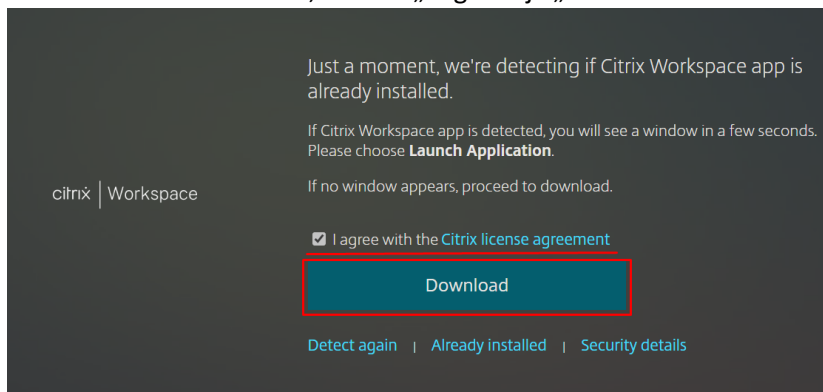 Just a moment, we're detecting if Citrix Workspace app is
already installed.
If Citrix Workspace app is detected, you will see a window in a few seconds.
Please choose Launch Application.
If no window appears, proceed to download.
citrix | Workspace
I agree with the Citrix license agreement
Download
Detect again | Already installed | Security details